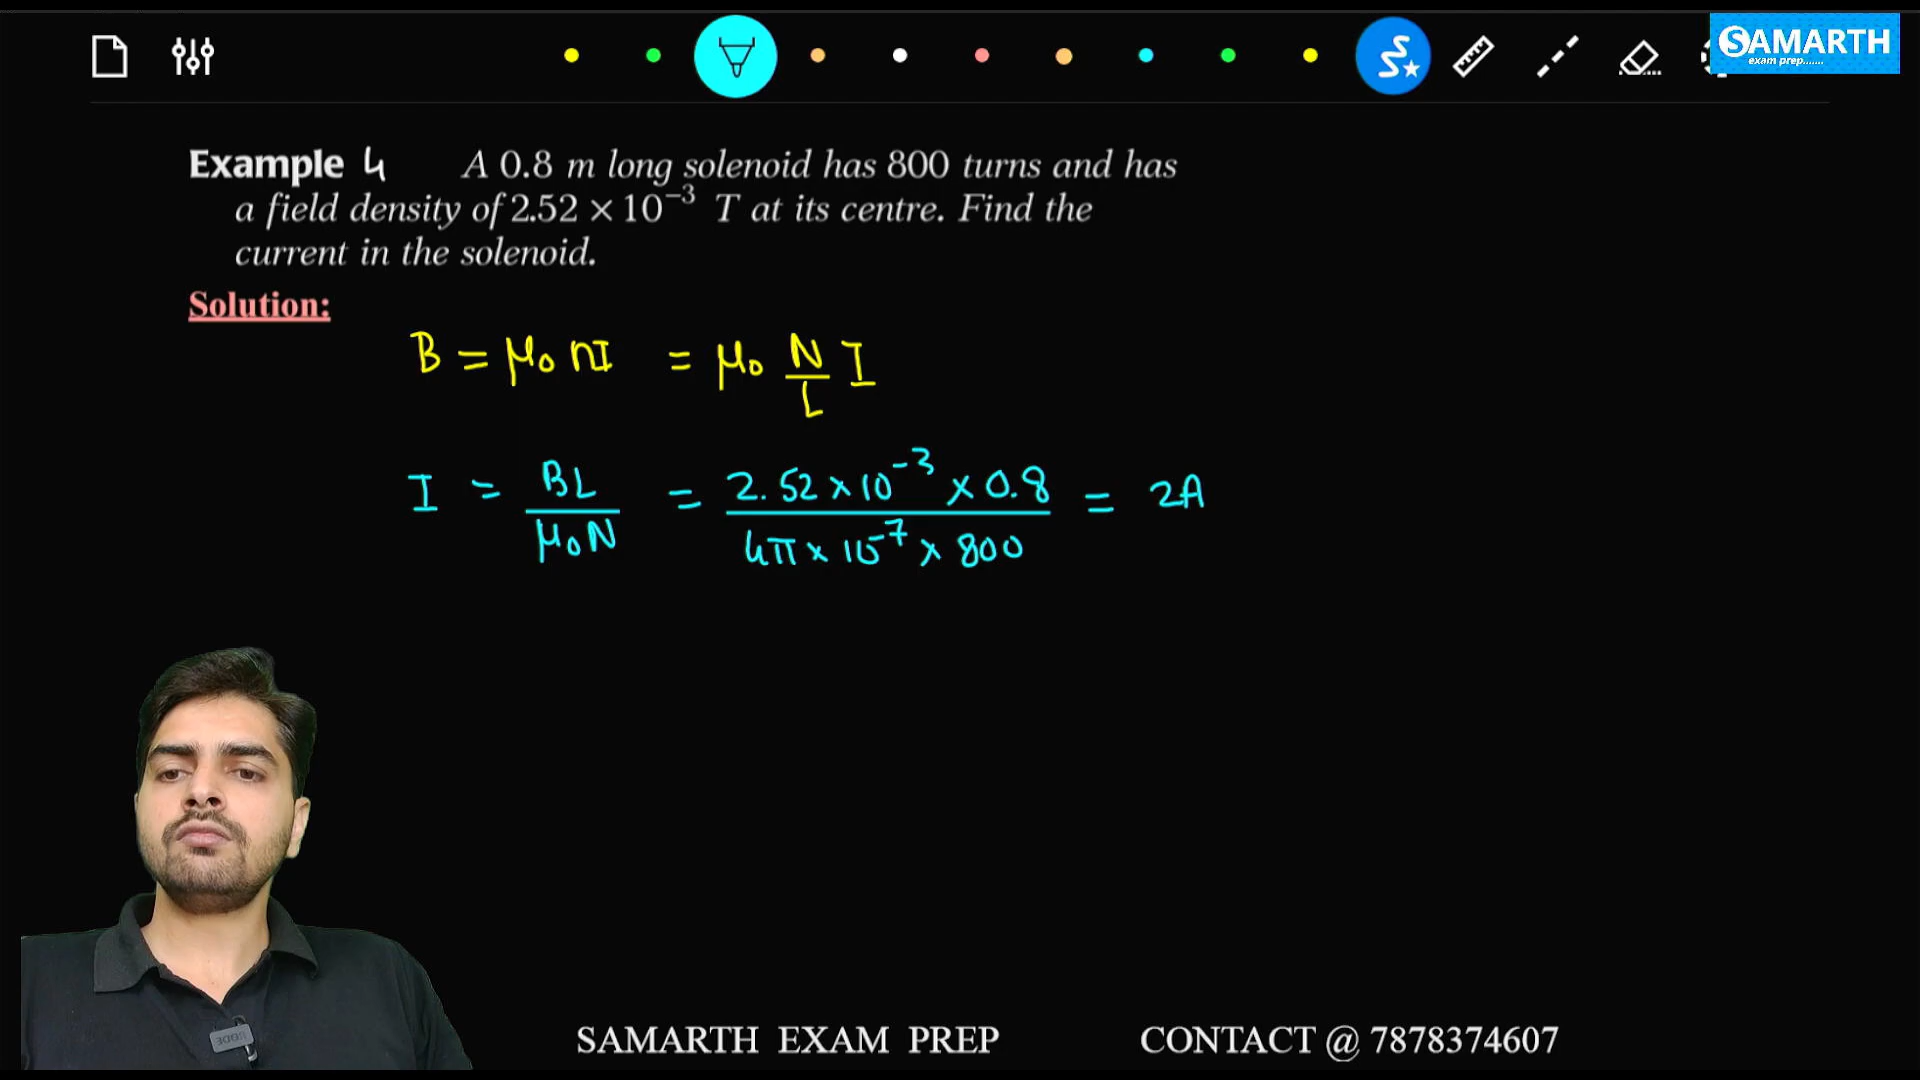 SAMARTH
exam prep.......
Example 4 A 0.8 m long solenoid has 800 turns and has
a field density of 2.52 × 10⁻³ T at its centre. Find the
current in the solenoid.
Solution:
B = μ₀ nI = μ₀ N/L I
I = BL/μ₀N = 2.52 × 10⁻³ × 0.8 / 4π × 10⁻⁷ × 800 = 2A
SAMARTH EXAM PREP CONTACT @ 7878374607